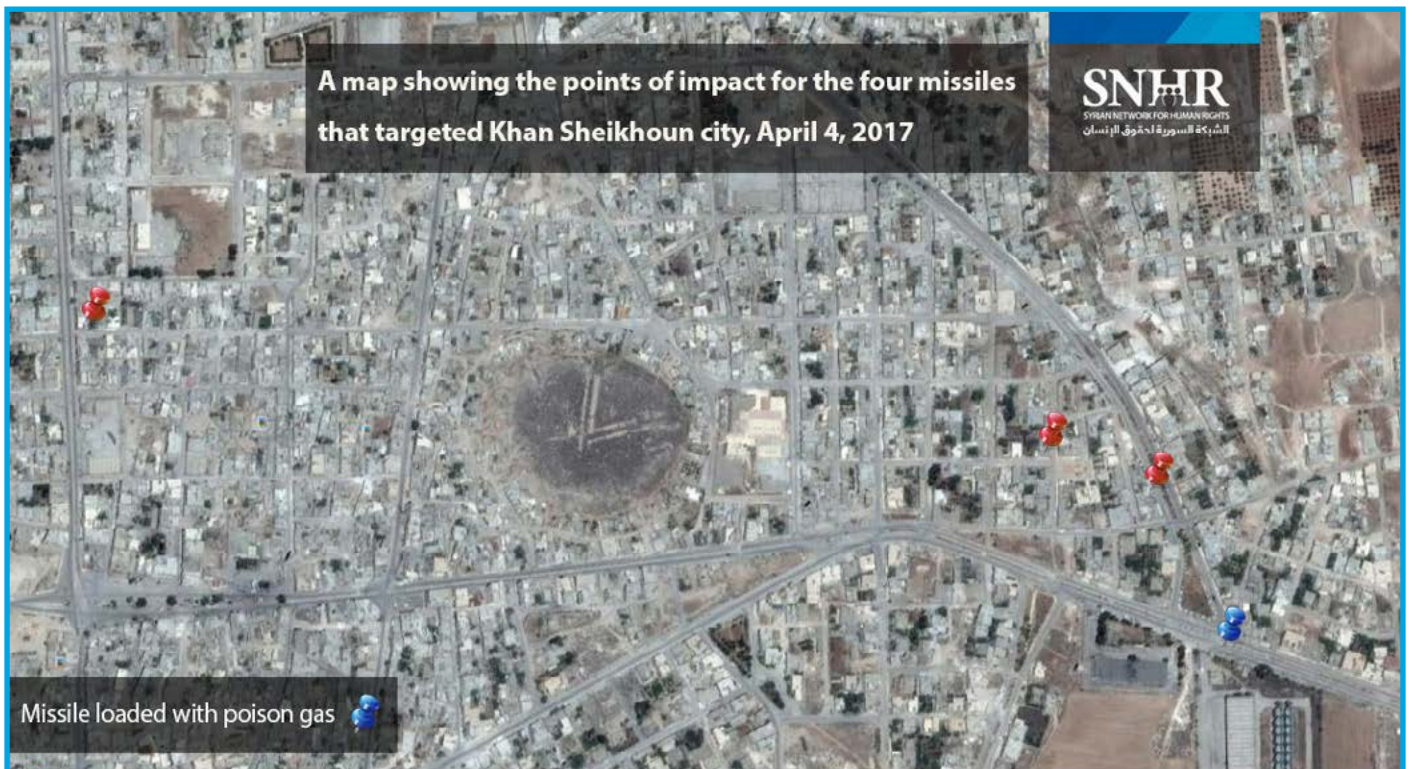 A map showing the points of impact for the four missiles
that targeted Khan Sheikhoun city, April 4, 2017
SNHR
SYRIAN NETWORK FOR HUMAN RIGHTS
الشبكة السورية لحقوق الإنسان
Missile loaded with poison gas